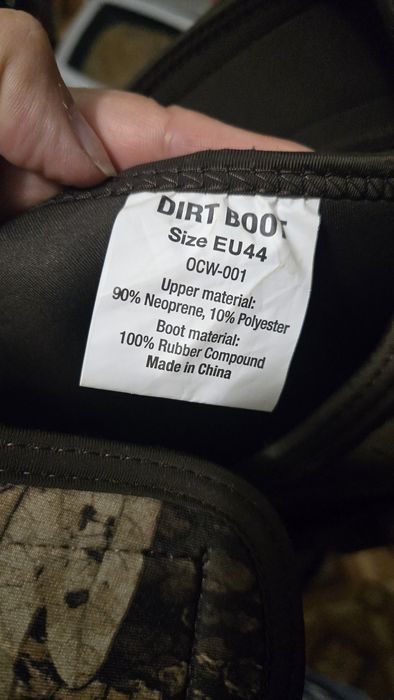 DIRT BOOT
Size EU44
OCW-001
Upper material:
90% Neoprene, 10% Polyester
Boot material:
100% Rubber Compound
Made in China